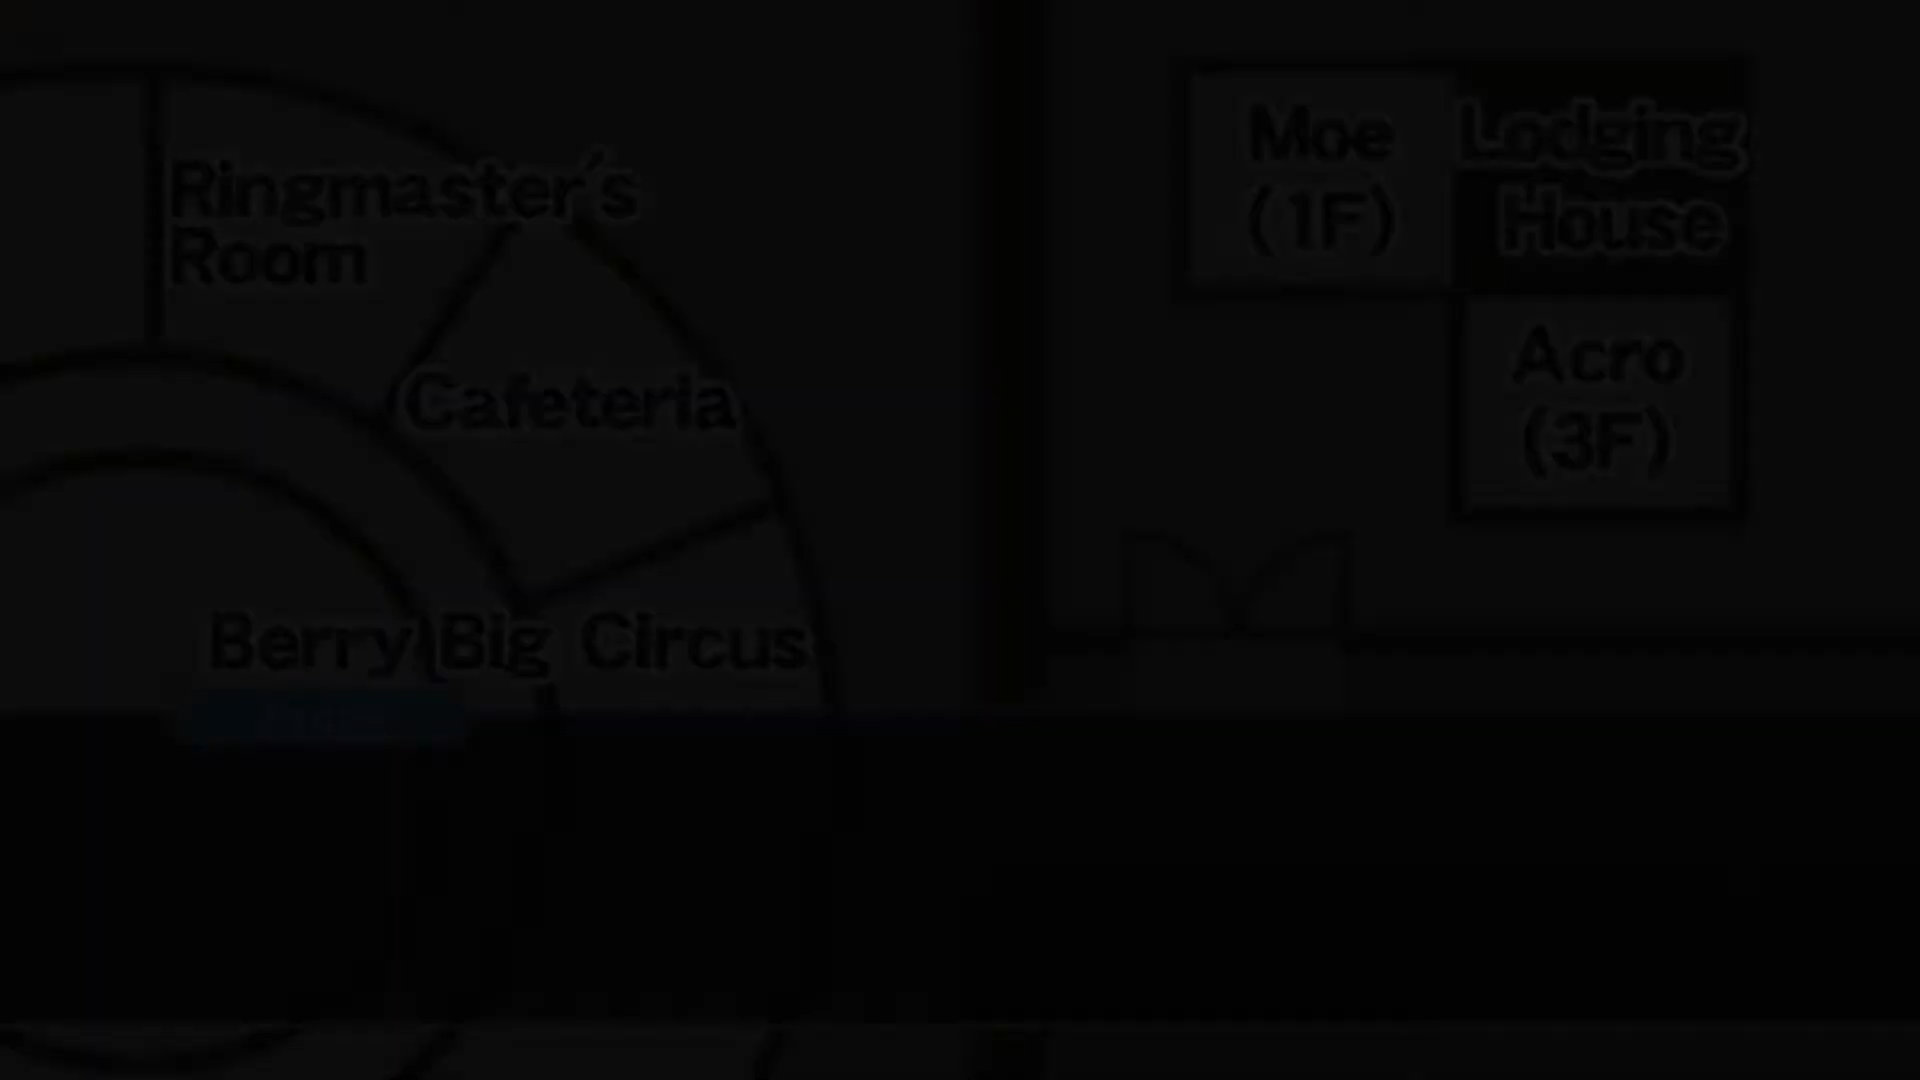 Ringmaster's
Room
Cafeteria
Berry Big Circus
Moe
(1F)
Lodging
House
Acro
(3F)